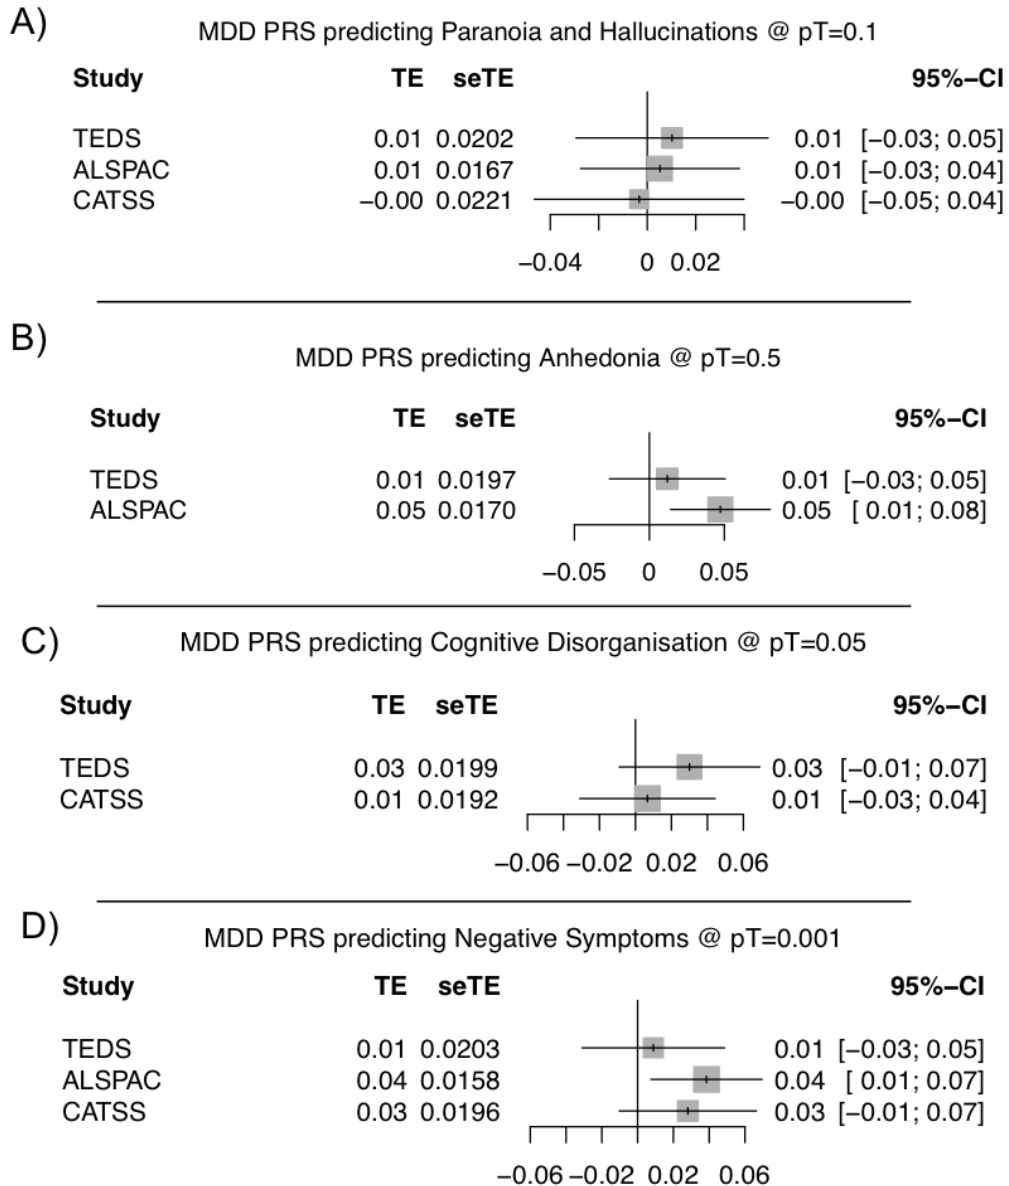 A)
MDD PRS predicting Paranoia and Hallucinations @ pT=0.1
Study TE seTE 95%−CI
TEDS 0.01 0.0202 0.01 [−0.03; 0.05]
ALSPAC 0.01 0.0167 0.01 [−0.03; 0.04]
CATSS −0.00 0.0221 −0.00 [−0.05; 0.04]
−0.04 0 0.02
B)
MDD PRS predicting Anhedonia @ pT=0.5
Study TE seTE 95%−CI
TEDS 0.01 0.0197 0.01 [−0.03; 0.05]
ALSPAC 0.05 0.0170 0.05 [ 0.01; 0.08]
−0.05 0 0.05
C)
MDD PRS predicting Cognitive Disorganisation @ pT=0.05
Study TE seTE 95%−CI
TEDS 0.03 0.0199 0.03 [−0.01; 0.07]
CATSS 0.01 0.0192 0.01 [−0.03; 0.04]
−0.06 −0.02 0.02 0.06
D)
MDD PRS predicting Negative Symptoms @ pT=0.001
Study TE seTE 95%−CI
TEDS 0.01 0.0203 0.01 [−0.03; 0.05]
ALSPAC 0.04 0.0158 0.04 [ 0.01; 0.07]
CATSS 0.03 0.0196 0.03 [−0.01; 0.07]
−0.06 −0.02 0.02 0.06